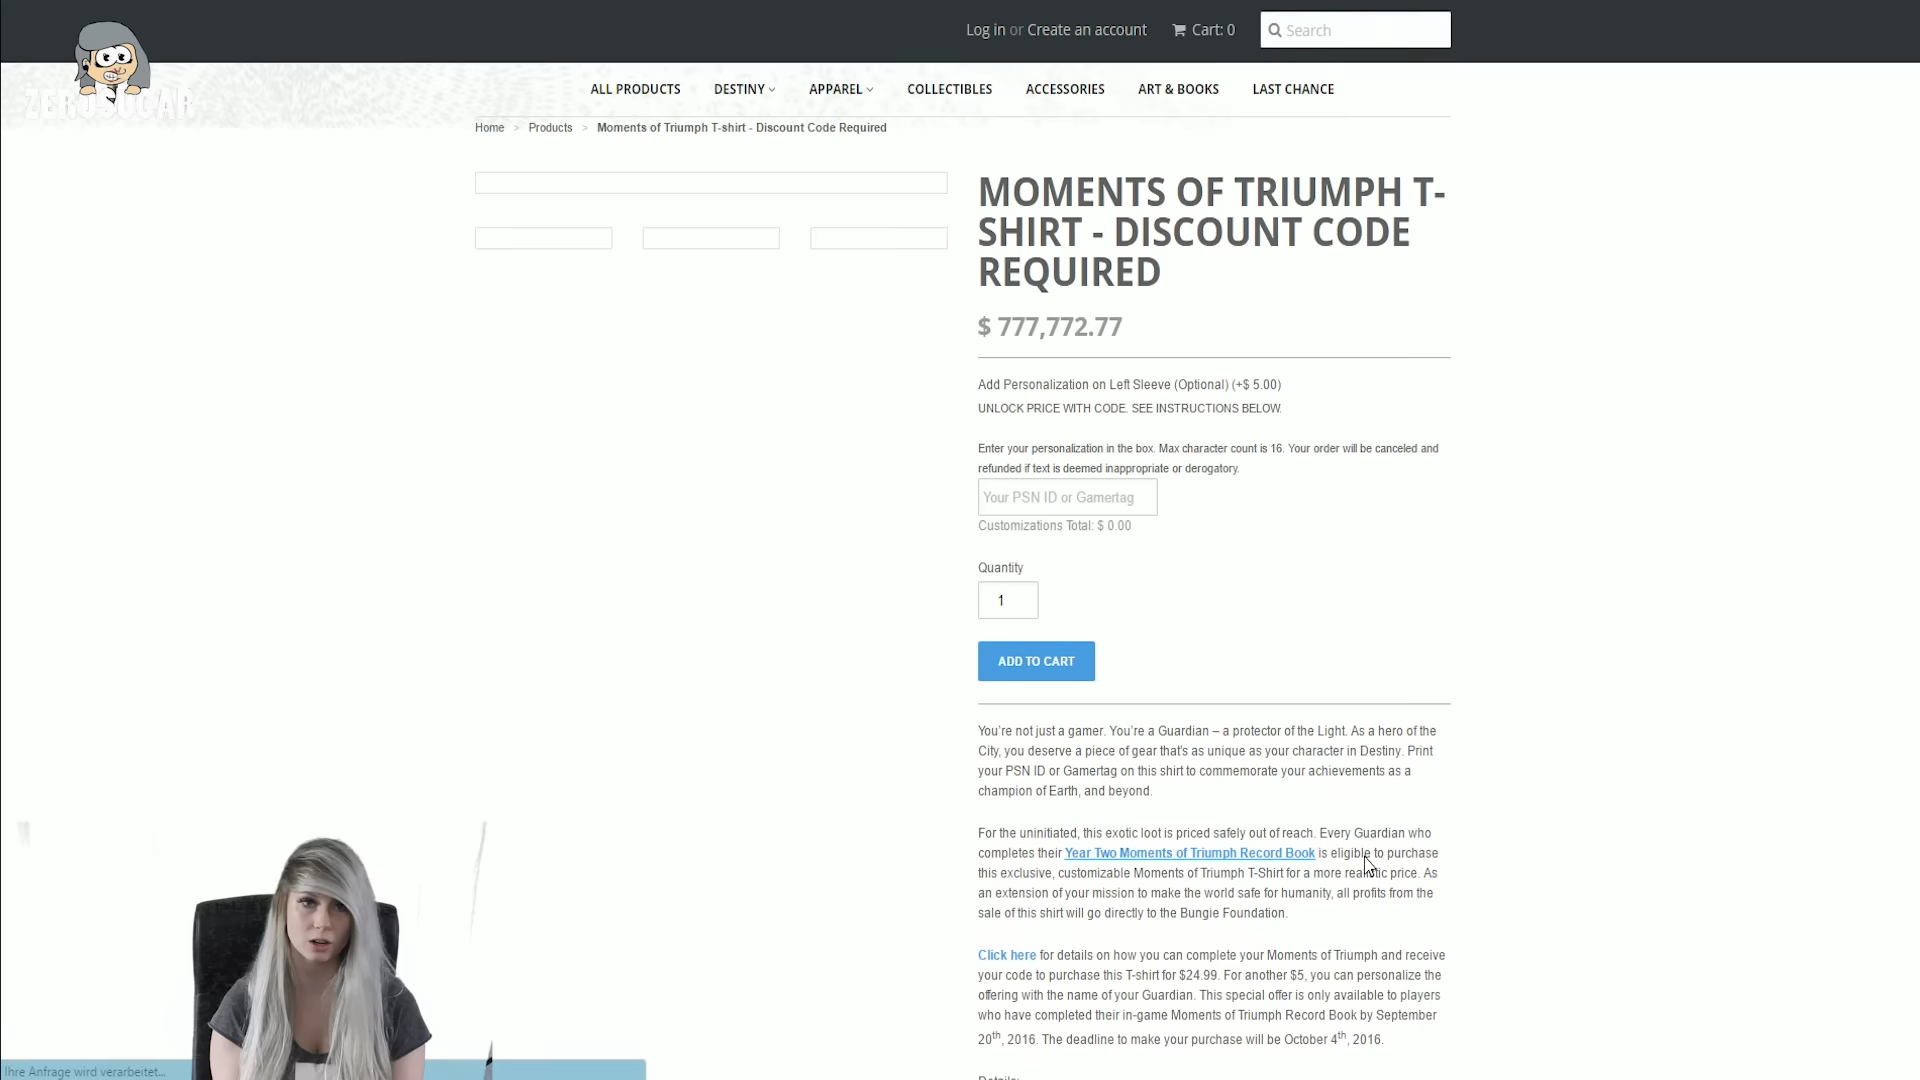 Log in or Create an account Cart: 0 Search
ZEROSUGAR
ALL PRODUCTS DESTINY APPAREL COLLECTIBLES ACCESSORIES ART & BOOKS LAST CHANCE
Home > Products > Moments of Triumph T-shirt - Discount Code Required
MOMENTS OF TRIUMPH T-
SHIRT - DISCOUNT CODE
REQUIRED
$ 777,772.77
Add Personalization on Left Sleeve (Optional) (+$ 5.00)
UNLOCK PRICE WITH CODE. SEE INSTRUCTIONS BELOW.
Enter your personalization in the box. Max character count is 16. Your order will be canceled and
refunded if text is deemed inappropriate or derogatory.
Your PSN ID or Gamertag
Customizations Total: $ 0.00
Quantity
1
ADD TO CART
You're not just a gamer. You're a Guardian – a protector of the Light. As a hero of the
City, you deserve a piece of gear that's as unique as your character in Destiny. Print
your PSN ID or Gamertag on this shirt to commemorate your achievements as a
champion of Earth, and beyond.
For the uninitiated, this exotic loot is priced safely out of reach. Every Guardian who
completes their Year Two Moments of Triumph Record Book is eligible to purchase
this exclusive, customizable Moments of Triumph T-Shirt for a more realistic price. As
an extension of your mission to make the world safe for humanity, all profits from the
sale of this shirt will go directly to the Bungie Foundation.
Click here for details on how you can complete your Moments of Triumph and receive
your code to purchase this T-shirt for $24.99. For another $5, you can personalize the
offering with the name of your Guardian. This special offer is only available to players
who have completed their in-game Moments of Triumph Record Book by September
20th, 2016. The deadline to make your purchase will be October 4th, 2016.
Details:
Ihre Anfrage wird verarbeitet...